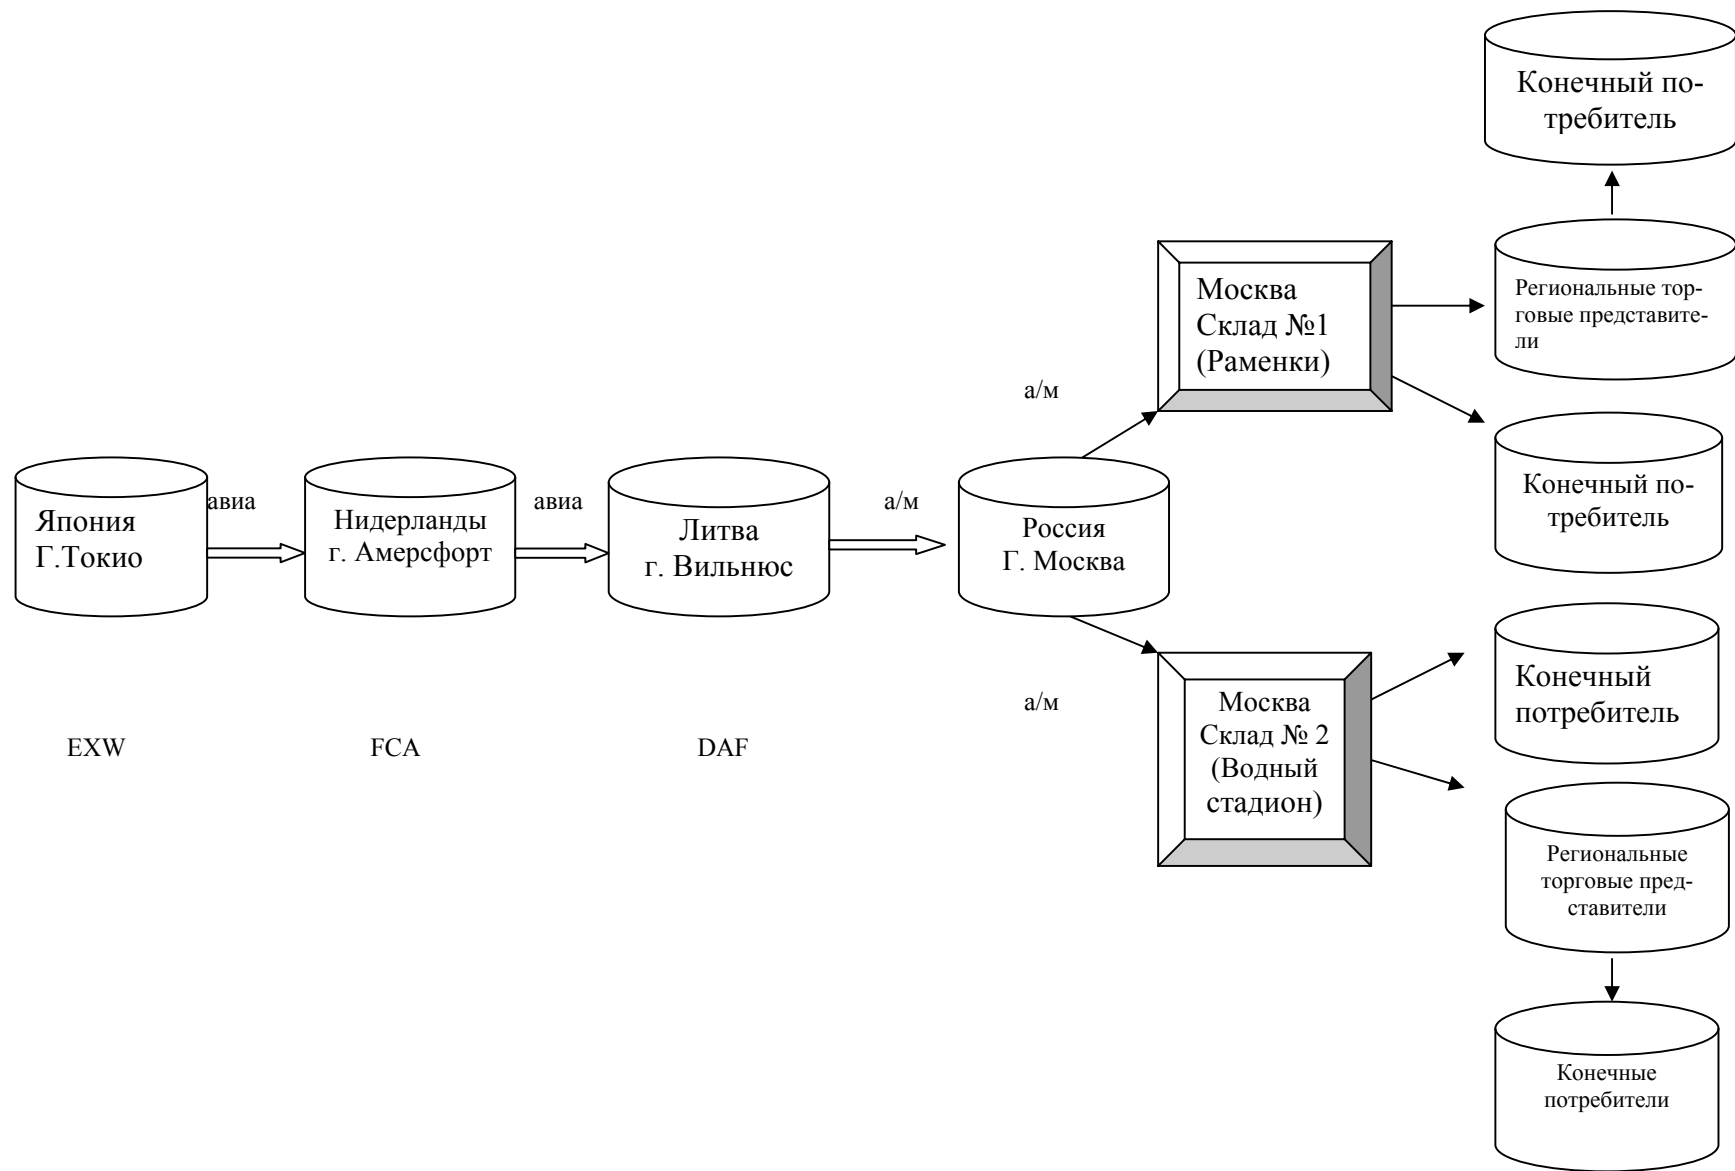 Конечный по-
требитель
Региональные тор-
говые представите-
ли
Москва
Склад №1
(Раменки)
а/м
Конечный по-
требитель
Япония
Г.Токио
авиа
Нидерланды
г. Амерсфорт
авиа
Литва
г. Вильнюс
а/м
Россия
Г. Москва
а/м
Москва
Склад № 2
(Водный
стадион)
Конечный
потребитель
EXW
FCA
DAF
Региональные
торговые пред-
ставители
Конечные
потребители